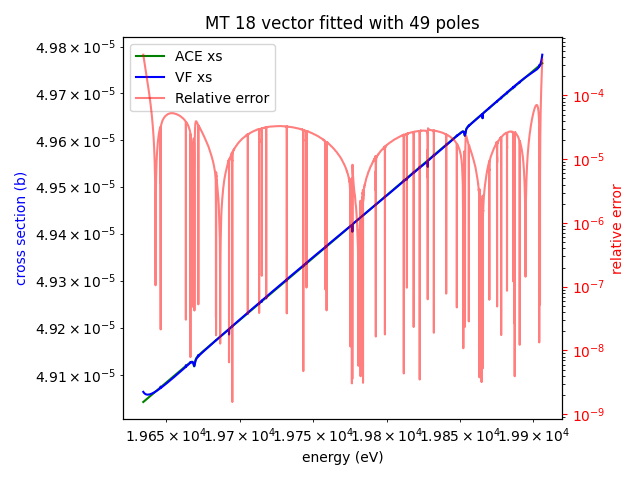 MT 18 vector fitted with 49 poles
4.98 × 10⁻⁵
4.97 × 10⁻⁵
4.96 × 10⁻⁵
4.95 × 10⁻⁵
4.94 × 10⁻⁵
4.93 × 10⁻⁵
4.92 × 10⁻⁵
4.91 × 10⁻⁵
cross section (b)
ACE xs
VF xs
Relative error
10⁻⁴
10⁻⁵
10⁻⁶
10⁻⁷
10⁻⁸
10⁻⁹
relative error
1.965 × 10⁴ 1.97 × 10⁴ 1.975 × 10⁴ 1.98 × 10⁴ 1.985 × 10⁴ 1.99 × 10⁴
energy (eV)